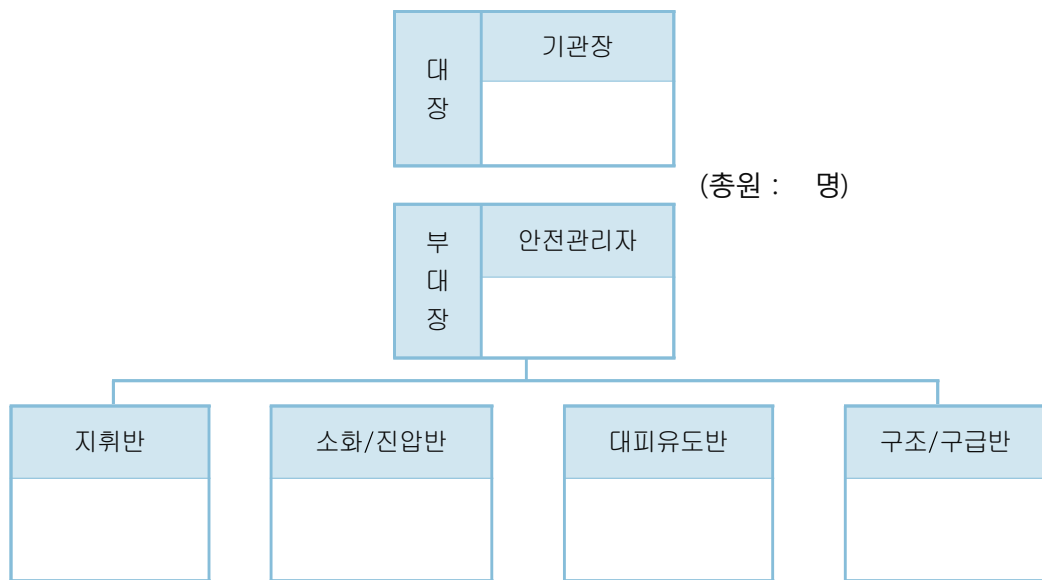 대장
기관장
(총원 : 명)
부대장
안전관리자
지휘반
소화/진압반
대피유도반
구조/구급반